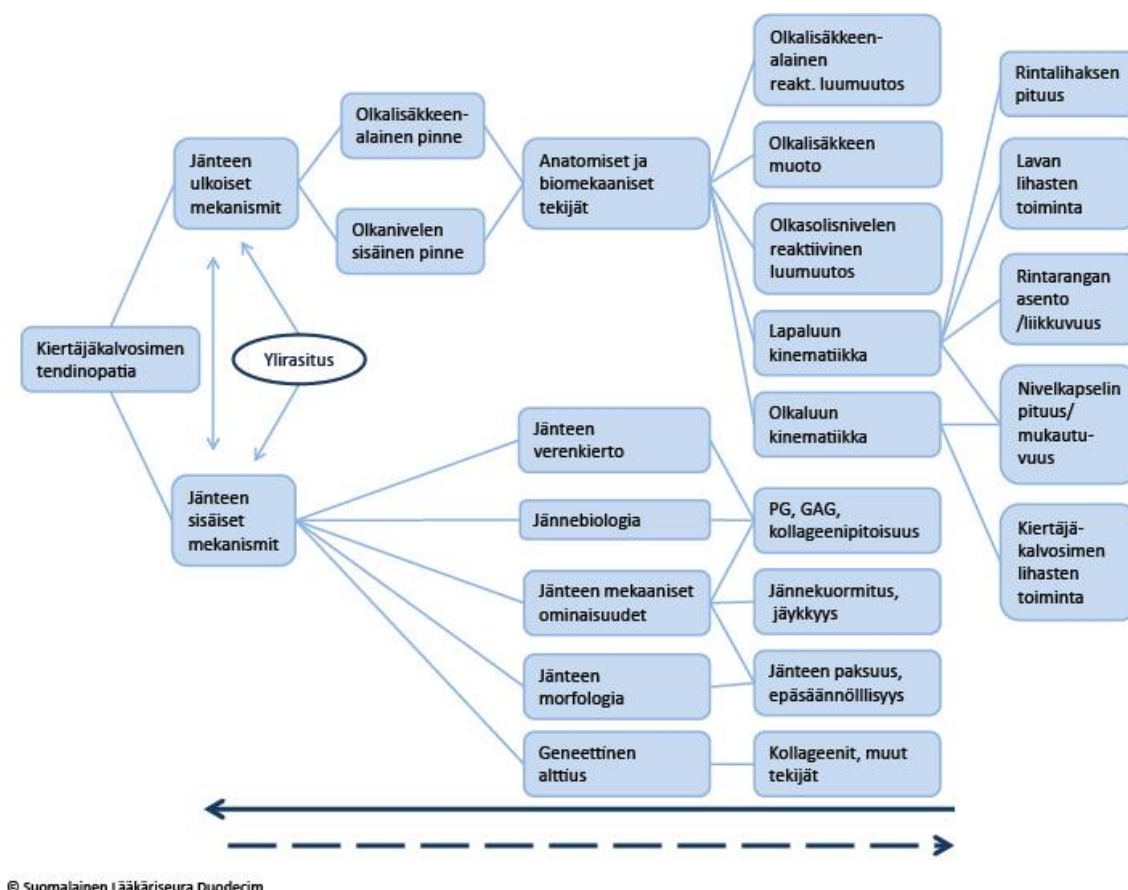 Kiertäjäkalvosimen
tendinopatia
Jänteen
ulkoiset
mekanismit
Ylirasitus
Jänteen
sisäiset
mekanismit
Olkalisäkkeen-
alainen pinne
Olkanivelen
sisäinen pinne
Anatomiset ja
biomekaaniset
tekijät
Olkalisäkkeen-
alainen
reakt. luumuutos
Olkalisäkkeen
muoto
Olkasolisnivelen
reaktiivinen
luumuutos
Lapaluun
kinematiikka
Olkaluun
kinematiikka
Rintalihaksen
pituus
Lavan
lihasten
toiminta
Rintarangan
asento
/liikkuvuus
Nivelkapselin
pituus/
mukautu-
vuus
Kiertäjä-
kalvosimen
lihasten
toiminta
Jänteen
verenkierto
Jännebiologia
Jänteen mekaaniset
ominaisuudet
Jänteen
morfologia
Geneettinen
alttius
PG, GAG,
kollageenipitoisuus
Jännekuormitus,
jäykkyys
Jänteen paksuus,
epäsäännölllisyys
Kollageenit, muut
tekijät
© Suomalainen Lääkäriseura Duodecim